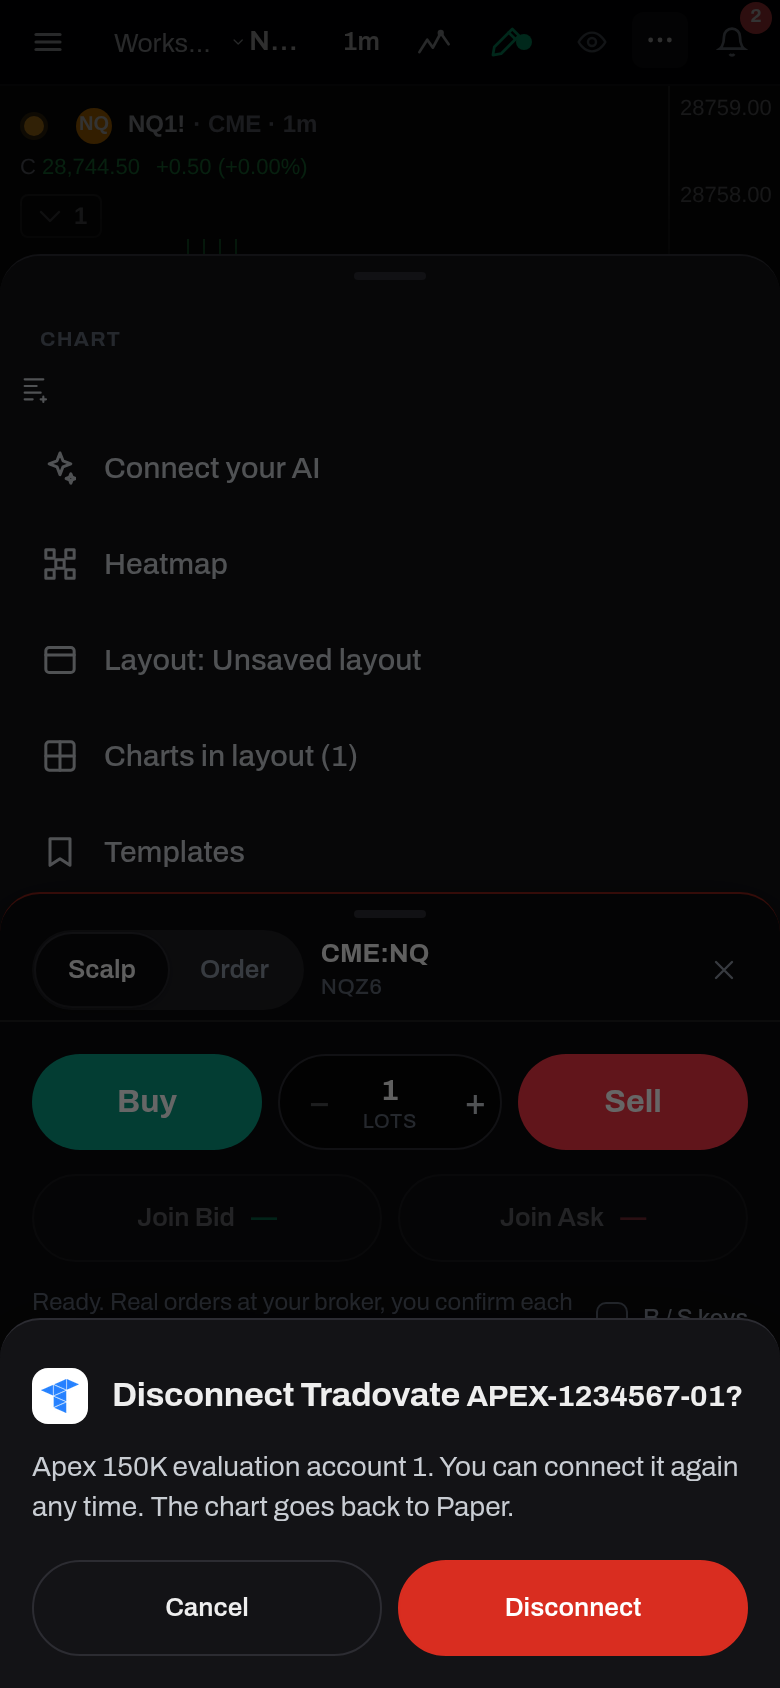 Works... N... 1m 2
NQ NQ1! · CME · 1m
28759.00
C 28,744.50 +0.50 (+0.00%)
28758.00
1
CHART
Connect your AI
Heatmap
Layout: Unsaved layout
Charts in layout (1)
Templates
Scalp Order CME:NQ
NQZ6
Buy − 1 + Sell
LOTS
Join Bid — Join Ask —
Ready. Real orders at your broker, you confirm each
B / S keys
Disconnect Tradovate APEX-1234567-01?
Apex 150K evaluation account 1. You can connect it again
any time. The chart goes back to Paper.
Cancel Disconnect